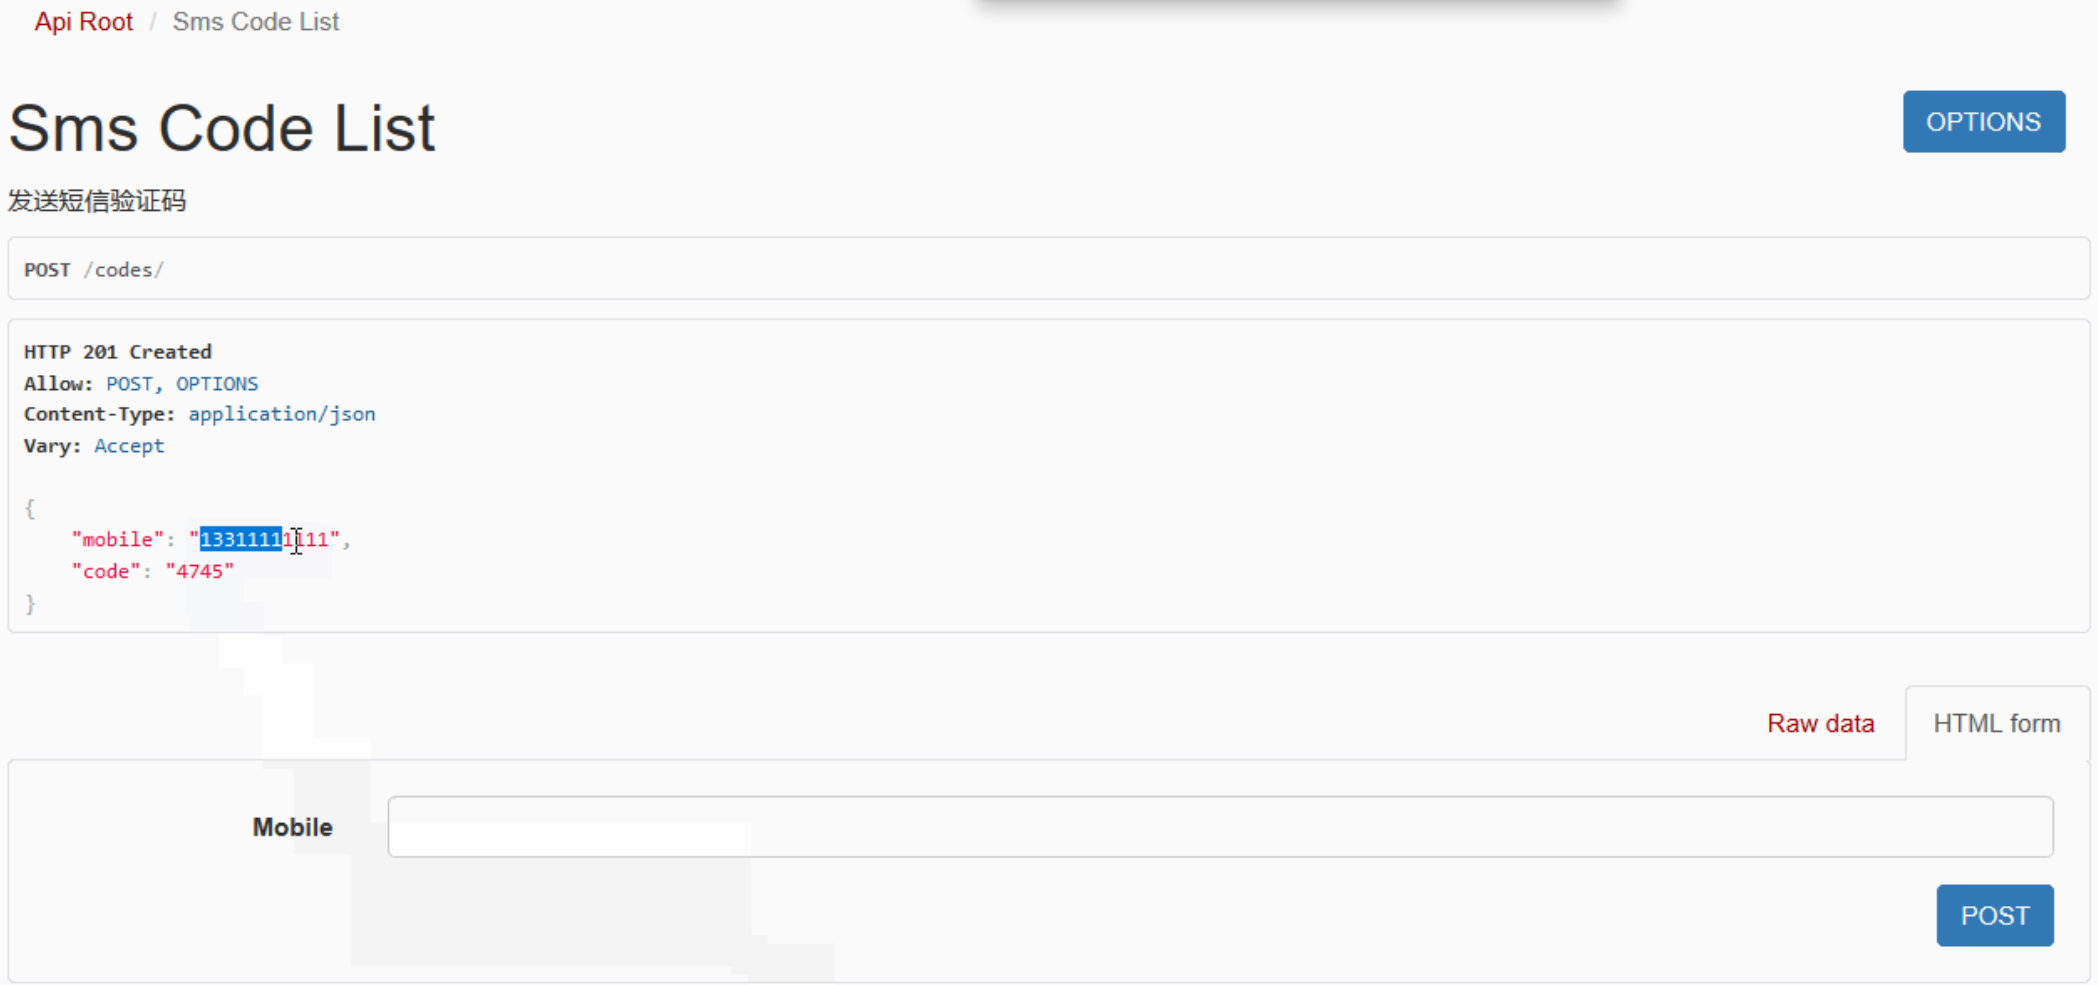 Api Root / Sms Code List
Sms Code List
OPTIONS
发送短信验证码
POST /codes/
HTTP 201 Created
Allow: POST, OPTIONS
Content-Type: application/json
Vary: Accept
{
"mobile": "13311111111",
"code": "4745"
}
Raw data
HTML form
Mobile
POST